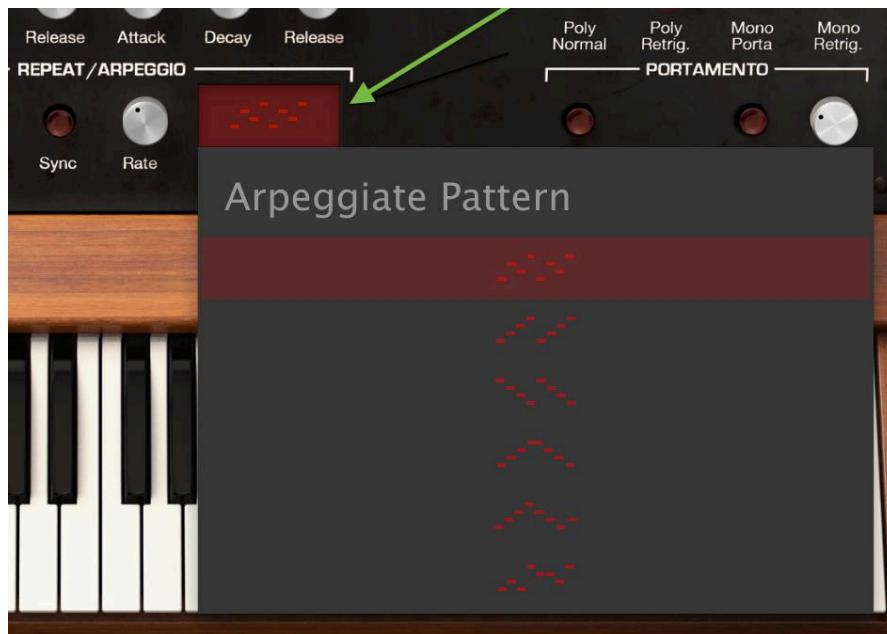 Release Attack Decay Release
Poly Normal
Poly Retrig.
Mono Porta
Mono Retrig.
REPEAT/ARPEGGIO
PORTAMENTO
Sync Rate
Arpeggiate Pattern